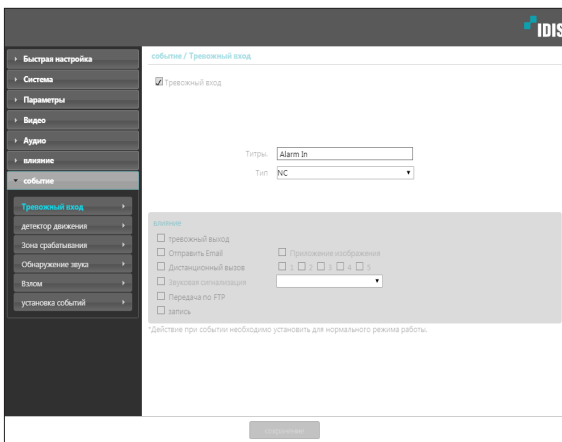 IDIS
Быстрая настройка
Система
Параметры
Видео
Аудио
влияние
событие
Тревожный вход
детектор движения
Зона срабатывания
Обнаружение звука
Взлом
установка событий
событие / Тревожный вход
Тревожный вход
Титры. Alarm In
Тип NC
влияние
тревожный выход
Отправить Email Приложение изображения
Дистанционный вызов 1 2 3 4 5
Звуковая сигнализация
Передача по FTP
запись
*Действие при событии необходимо установить для нормального режима работы.